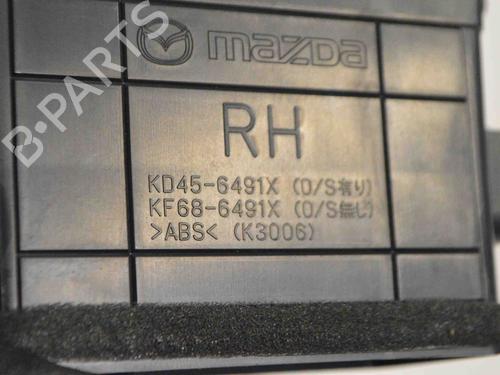 mazda
RH
KD45-6491X (O/S有り)
KF68-6491X (O/S無し)
>ABS< (K3006)
B-PARTS